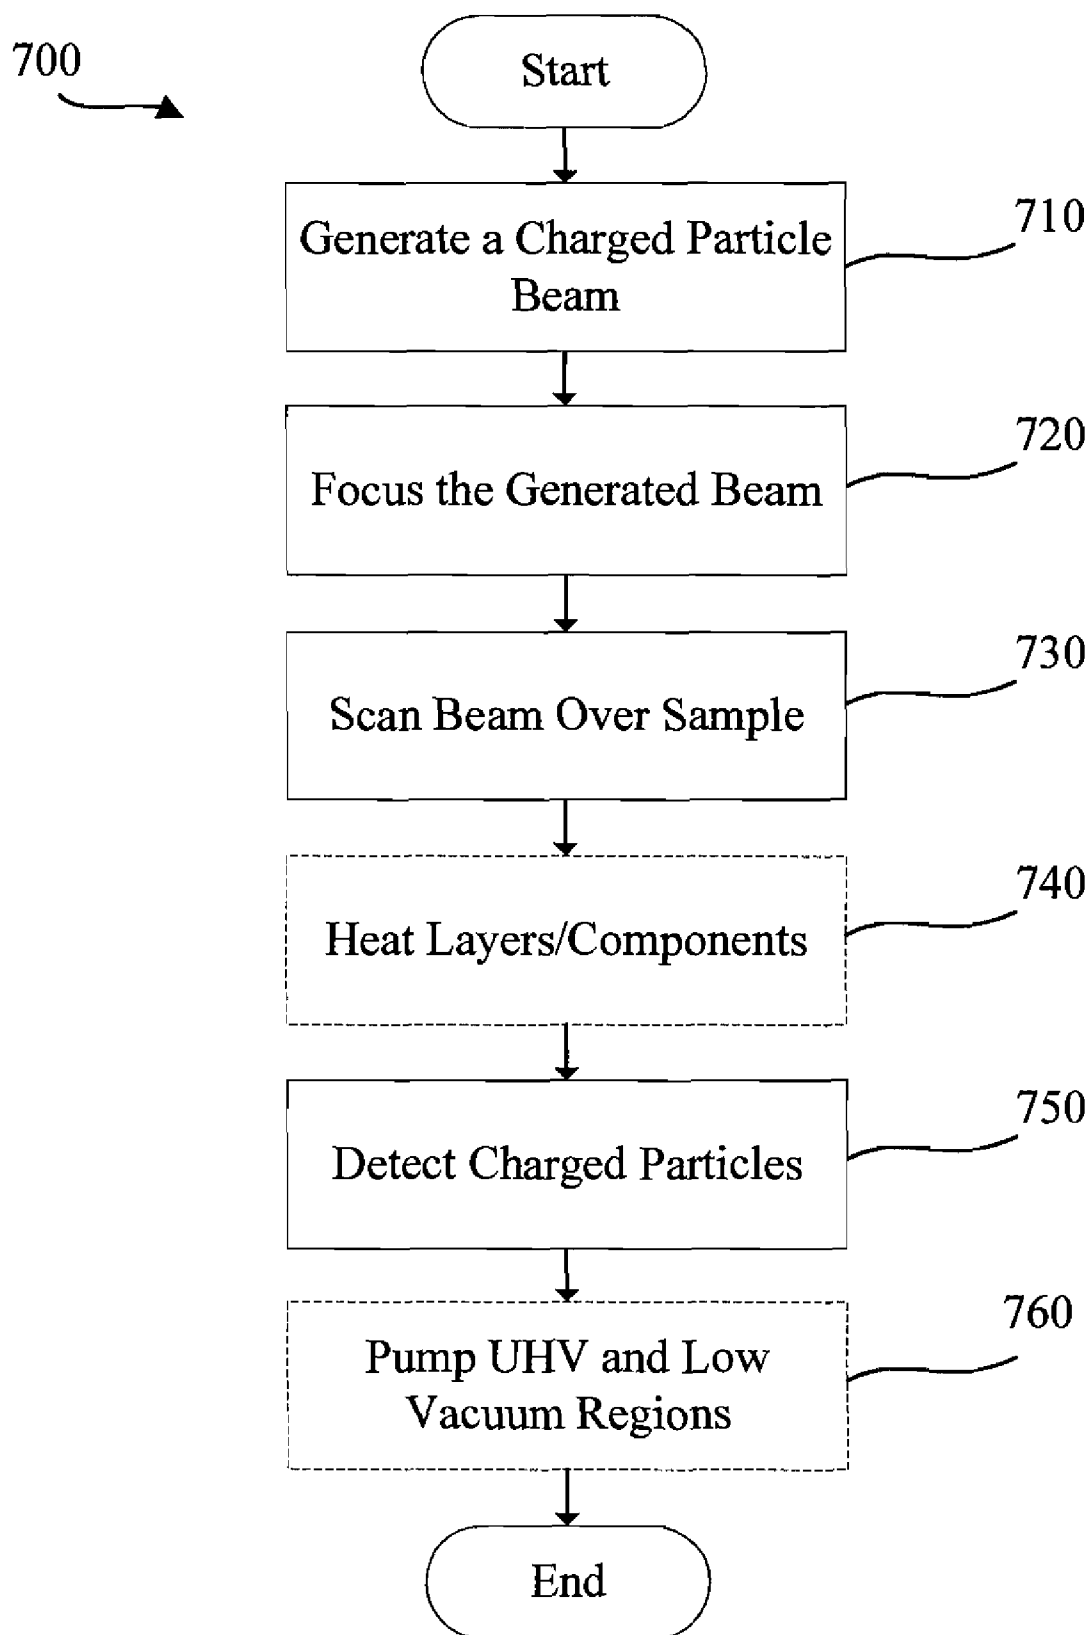 700
Start
Generate a Charged Particle
Beam
710
Focus the Generated Beam
720
Scan Beam Over Sample
730
Heat Layers/Components
740
Detect Charged Particles
750
Pump UHV and Low
Vacuum Regions
760
End